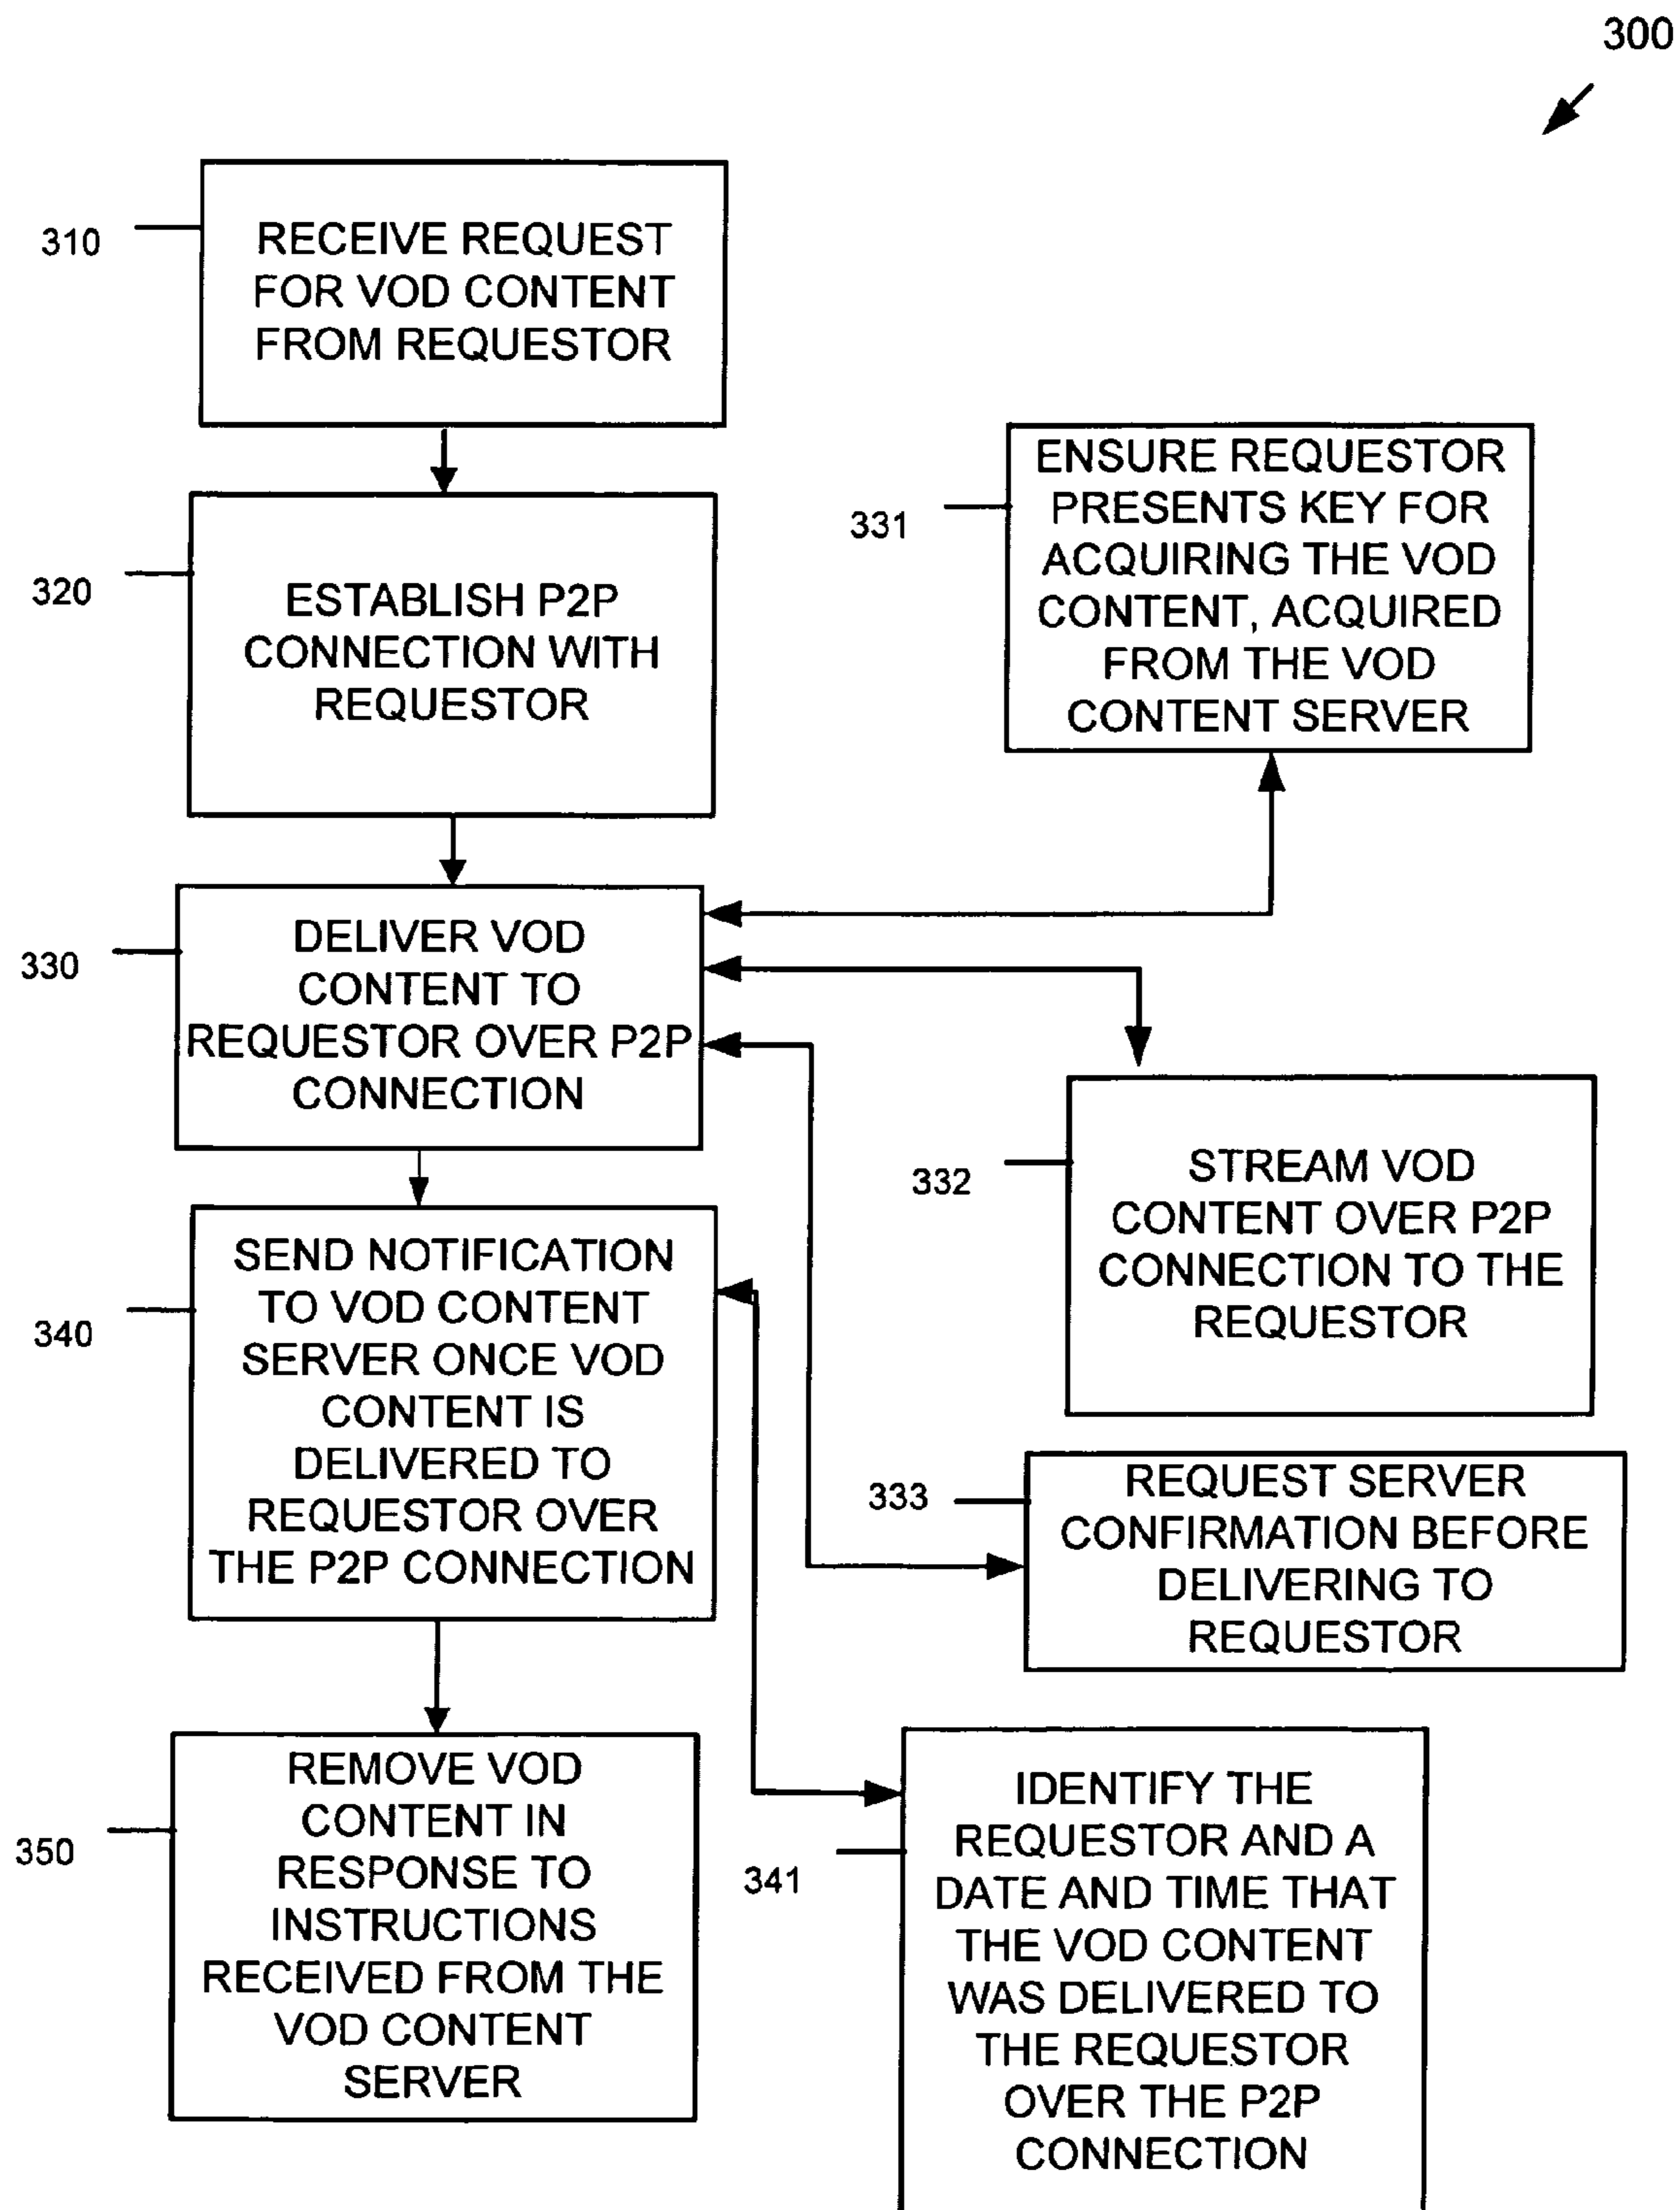 300
310
RECEIVE REQUEST
FOR VOD CONTENT
FROM REQUESTOR
320
ESTABLISH P2P
CONNECTION WITH
REQUESTOR
331
ENSURE REQUESTOR
PRESENTS KEY FOR
ACQUIRING THE VOD
CONTENT, ACQUIRED
FROM THE VOD
CONTENT SERVER
330
DELIVER VOD
CONTENT TO
REQUESTOR OVER P2P
CONNECTION
332
STREAM VOD
CONTENT OVER P2P
CONNECTION TO THE
REQUESTOR
340
SEND NOTIFICATION
TO VOD CONTENT
SERVER ONCE VOD
CONTENT IS
DELIVERED TO
REQUESTOR OVER
THE P2P CONNECTION
333
REQUEST SERVER
CONFIRMATION BEFORE
DELIVERING TO
REQUESTOR
350
REMOVE VOD
CONTENT IN
RESPONSE TO
INSTRUCTIONS
RECEIVED FROM THE
VOD CONTENT
SERVER
341
IDENTIFY THE
REQUESTOR AND A
DATE AND TIME THAT
THE VOD CONTENT
WAS DELIVERED TO
THE REQUESTOR
OVER THE P2P
CONNECTION